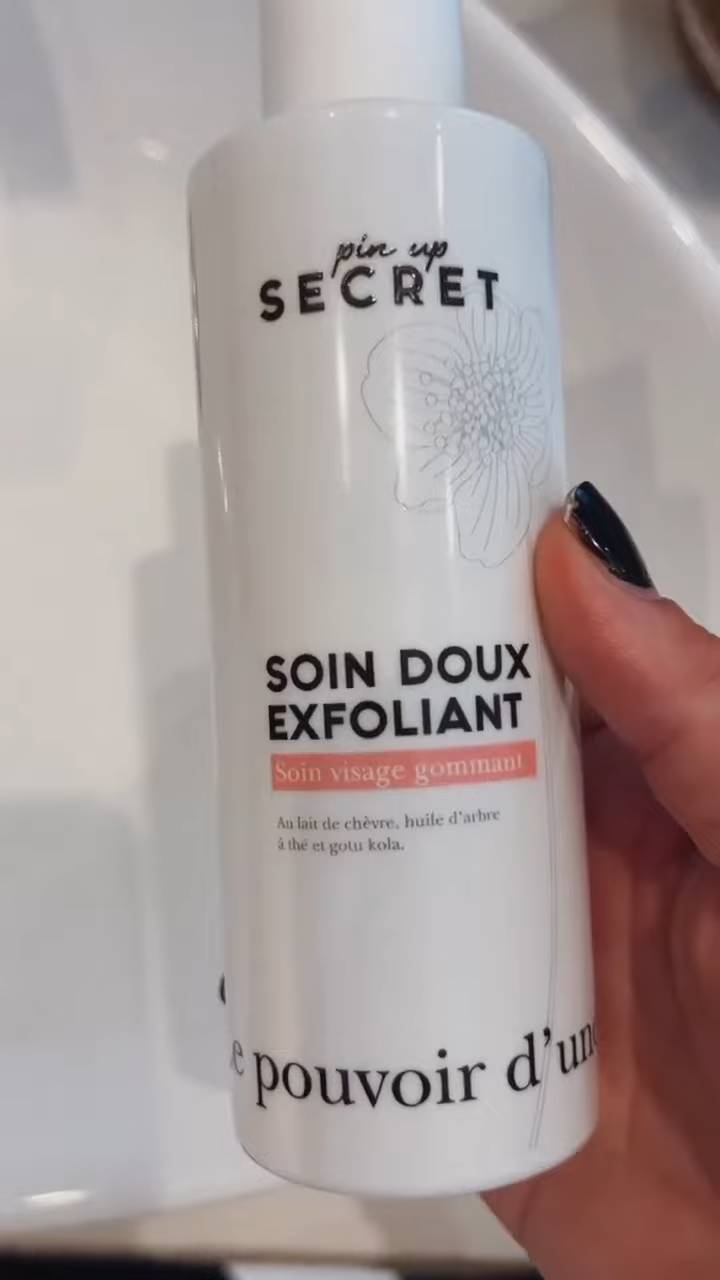 pin up
SECRET
SOIN DOUX
EXFOLIANT
Soin visage gommant
Au lait de chèvre, huile d'arbre
à thé et gotu kola.
e pouvoir d'un